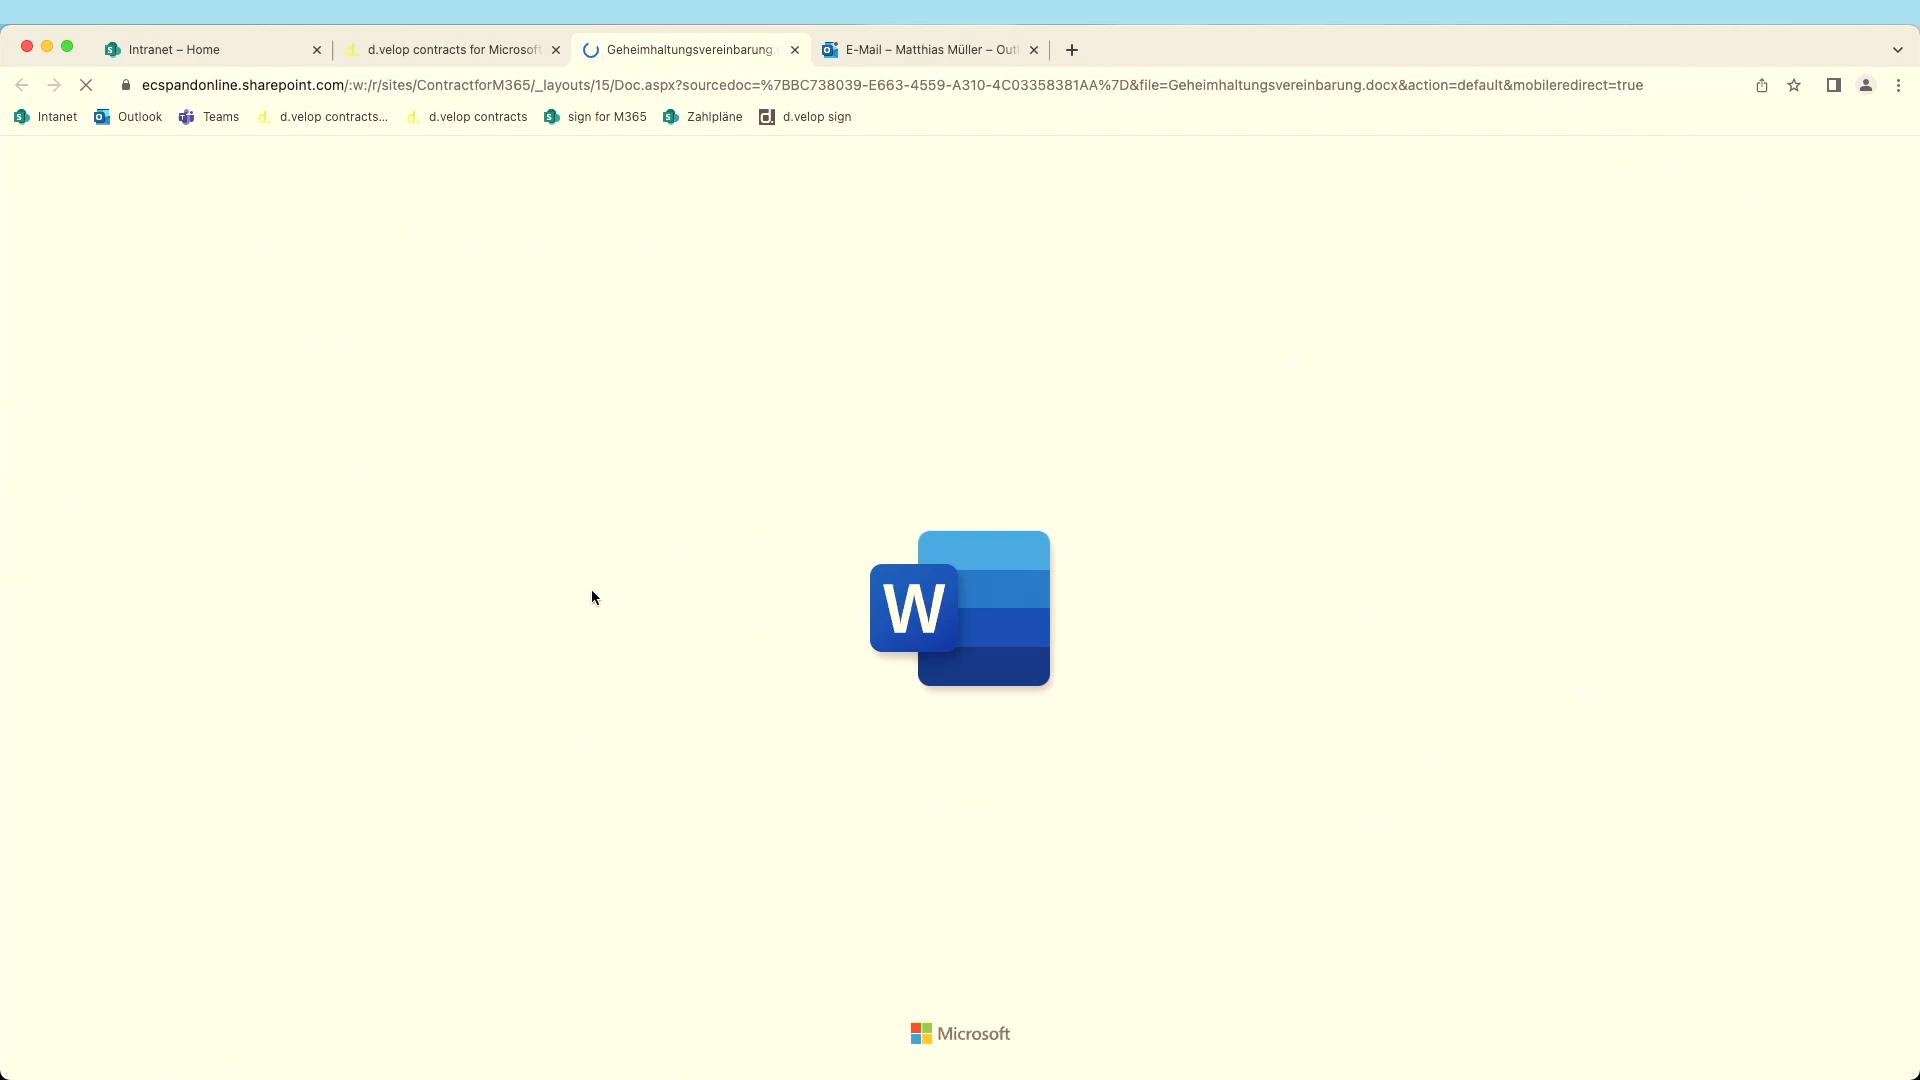 Intranet – Home
d.velop contracts for Microsoft
Geheimhaltungsvereinbarung.
E-Mail – Matthias Müller – Out
ecspandonline.sharepoint.com/:w:/r/sites/ContractforM365/_layouts/15/Doc.aspx?sourcedoc=%7BBC738039-E663-4559-A310-4C03358381AA%7D&file=Geheimhaltungsvereinbarung.docx&action=default&mobileredirect=true
Intanet
Outlook
Teams
d.velop contracts...
d.velop contracts
sign for M365
Zahlpläne
d.velop sign
W
Microsoft